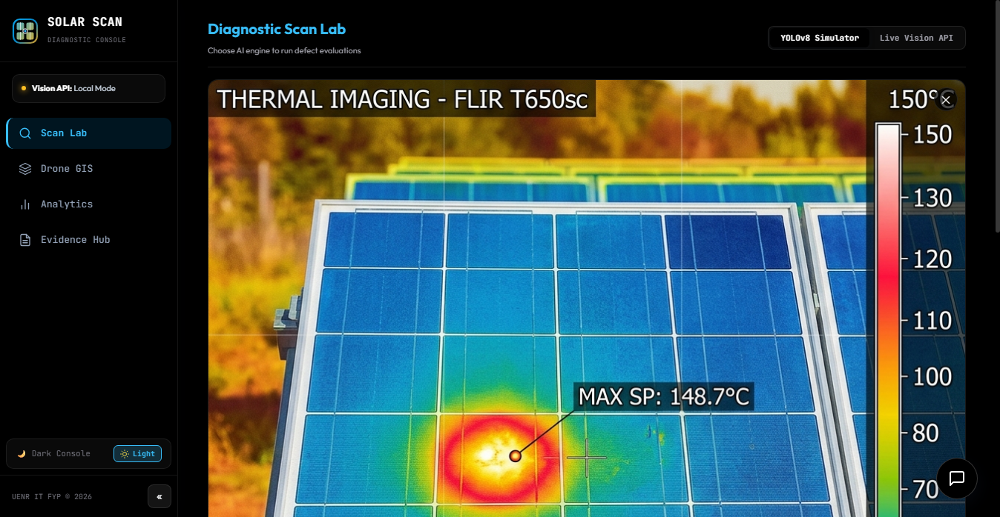 SOLAR SCAN
DIAGNOSTIC CONSOLE
Vision API: Local Mode
Scan Lab
Drone GIS
Analytics
Evidence Hub
Dark Console
Light
UENR IT FYP © 2026
«
Diagnostic Scan Lab
Choose AI engine to run defect evaluations
YOLOv8 Simulator
Live Vision API
THERMAL IMAGING - FLIR T650sc
150°C
150
130
120
110
100
80
70
MAX SP: 148.7°C